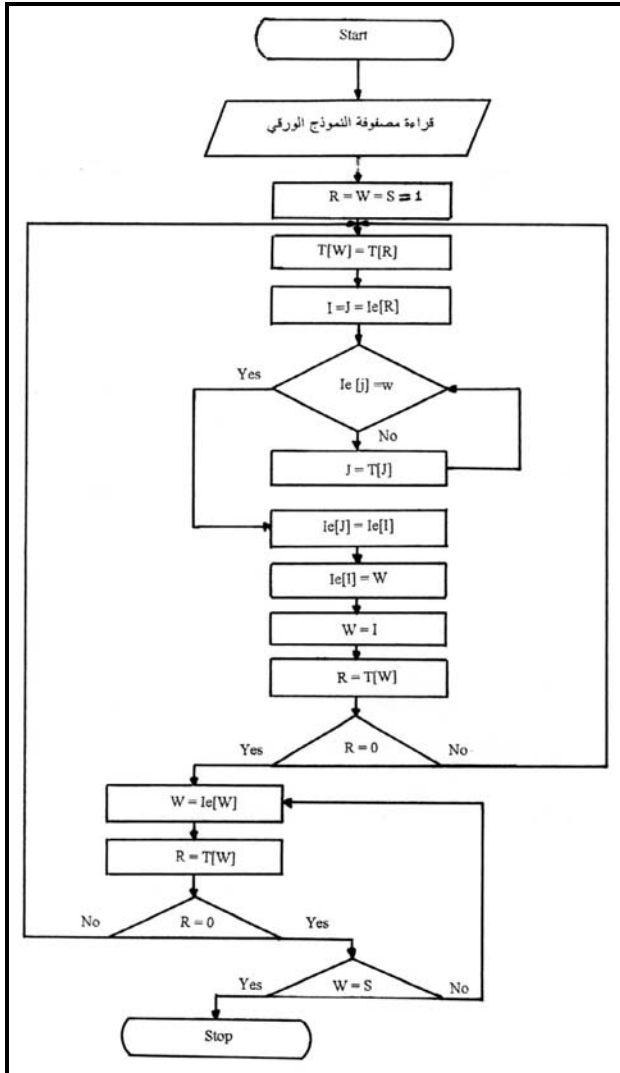 Start
قراءة مصفوفة النموذج الورقي
R = W = S = 1
T[W] = T[R]
I =J = Ie[R]
Yes
Ie [j] =w
No
J = T[J]
Ie[J] = Ie[I]
Ie[I] = W
W = I
R = T[W]
Yes
R = 0
No
W = Ie[W]
R = T[W]
No
R = 0
Yes
Yes
W = S
No
Stop